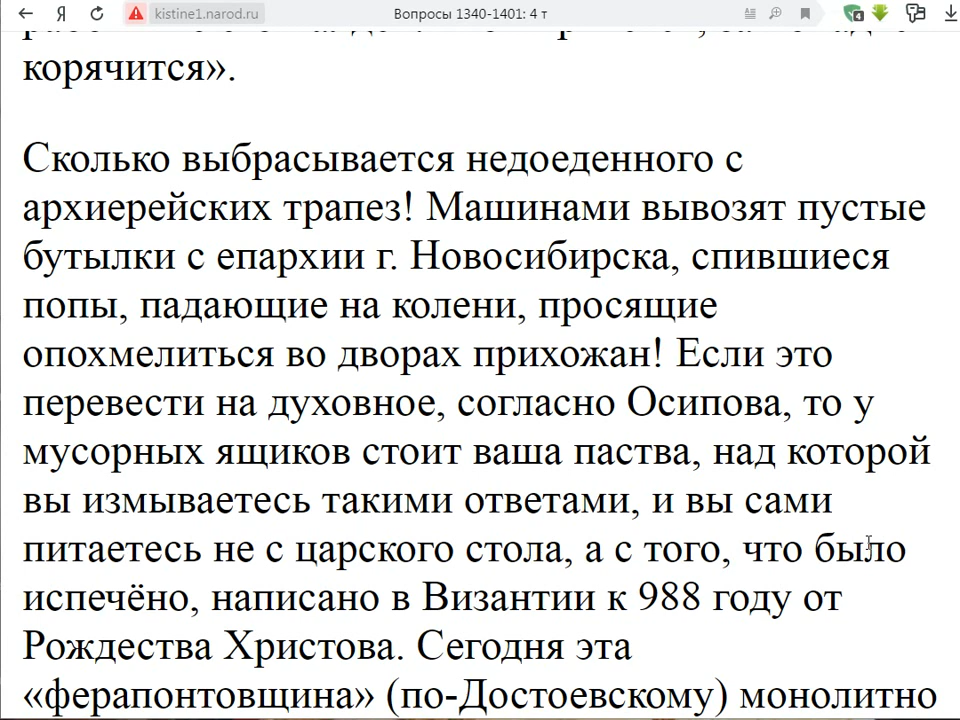 Я kistine1.narod.ru Вопросы 1340-1401: 4 т 4
корячится».
Сколько выбрасывается недоеденного с
архиерейских трапез! Машинами вывозят пустые
бутылки с епархии г. Новосибирска, спившиеся
попы, падающие на колени, просящие
опохмелиться во дворах прихожан! Если это
перевести на духовное, согласно Осипова, то у
мусорных ящиков стоит ваша паства, над которой
вы измываетесь такими ответами, и вы сами
питаетесь не с царского стола, а с того, что было
испечёно, написано в Византии к 988 году от
Рождества Христова. Сегодня эта
«ферапонтовщина» (по-Достоевскому) монолитно